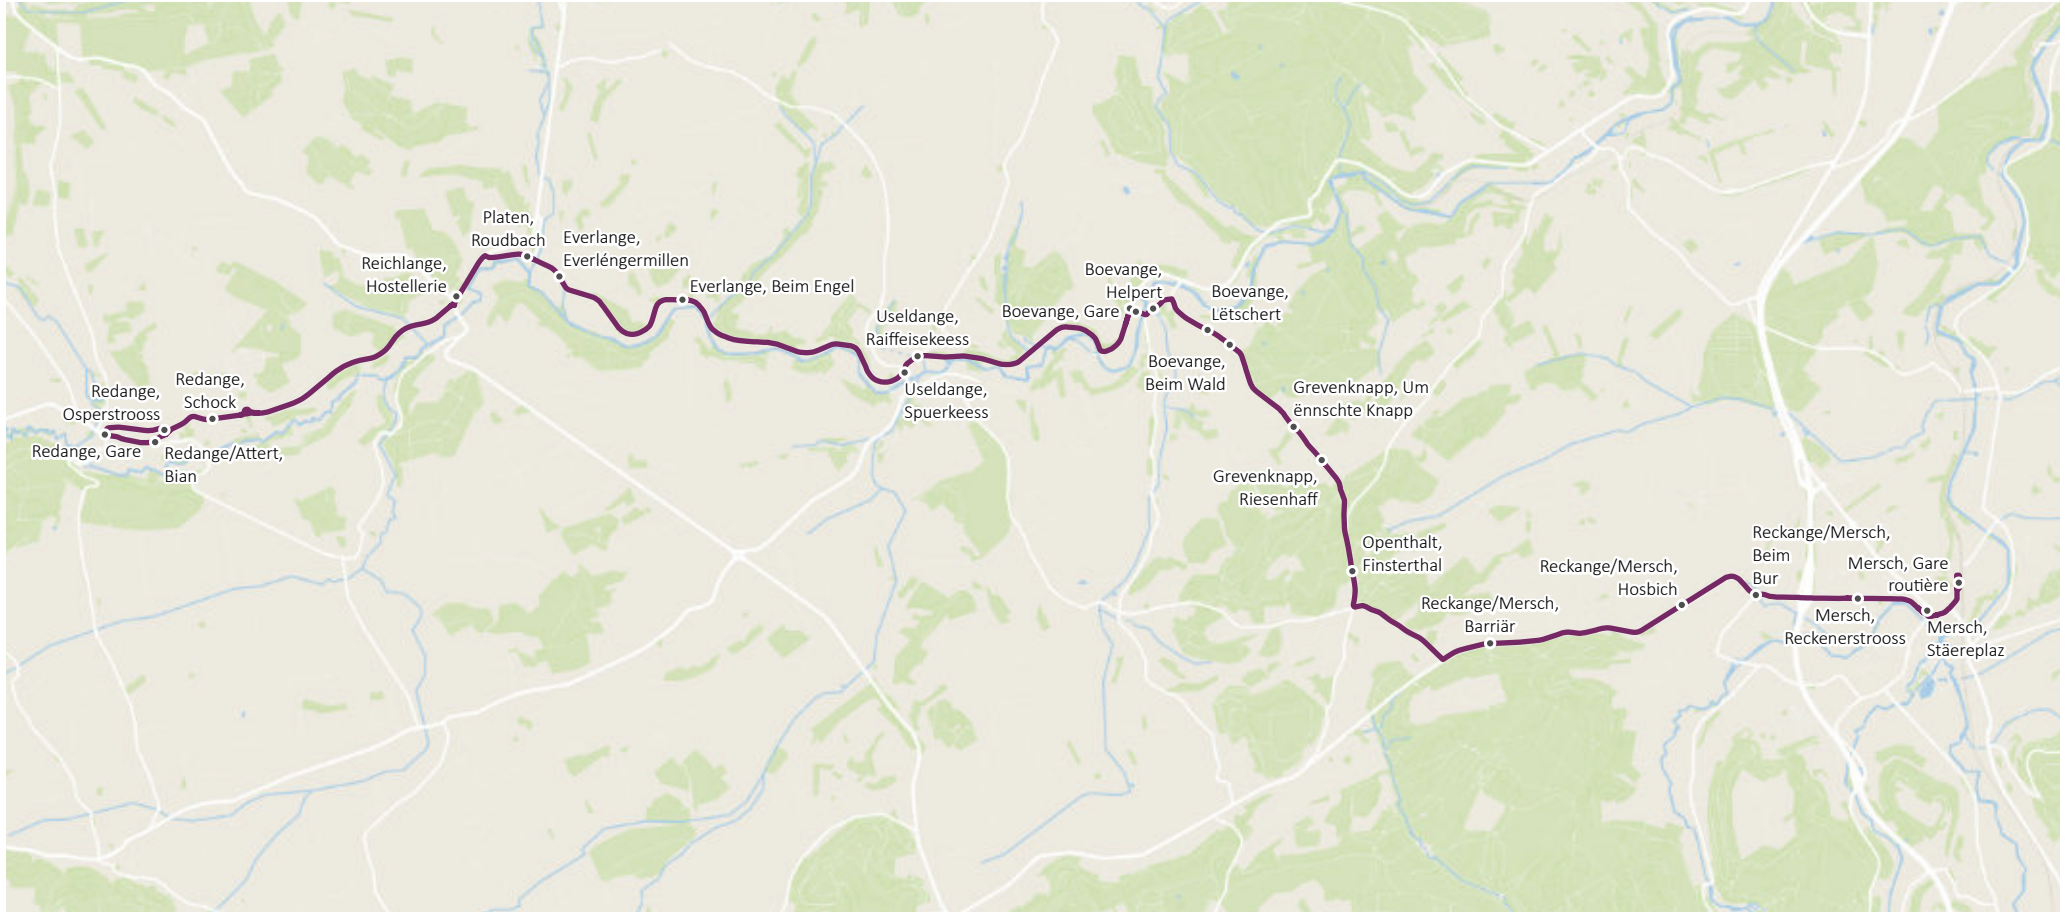 Platen,
Roudbach
Everlange,
Everléngermillen
Reichlange,
Hostellerie
Everlange, Beim Engel
Boevange,
Helpert
Boevange, Gare
Boevange,
Lëtschert
Useldange,
Raiffeisekeess
Boevange,
Beim Wald
Useldange,
Spuerkeess
Redange,
Schock
Redange,
Osperstrooss
Redange, Gare
Redange/Attert,
Bian
Grevenknapp, Um
ënnschte Knapp
Grevenknapp,
Riesenhaff
Openthalt,
Finsterthal
Reckange/Mersch,
Barriär
Reckange/Mersch,
Hosbich
Reckange/Mersch,
Beim
Bur
Mersch, Gare
routière
Mersch,
Reckenerstrooss
Mersch,
Stäereplaz